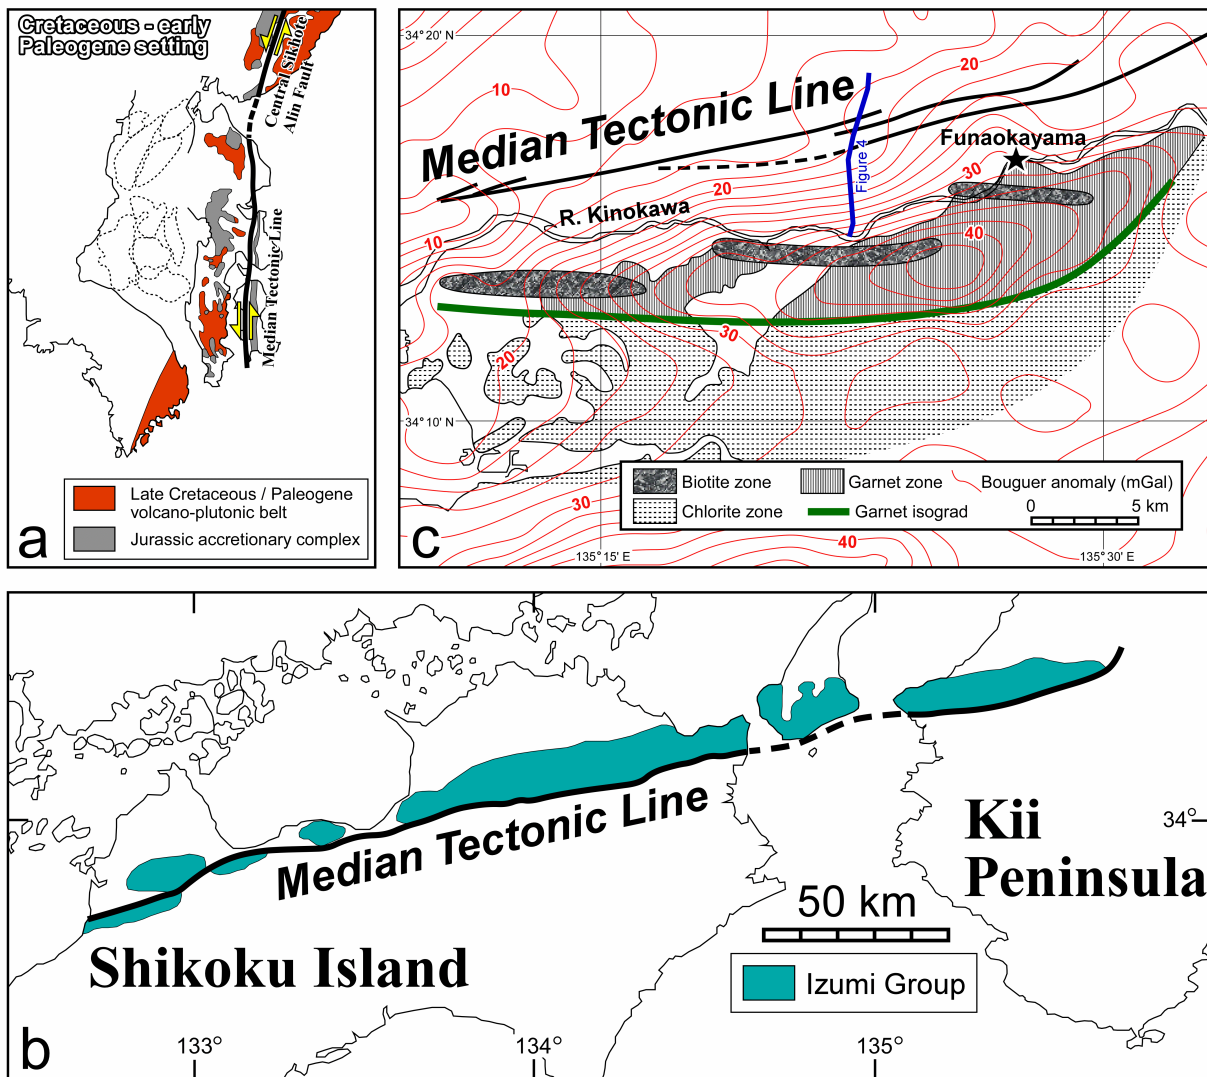 Cretaceous - early
Paleogene setting
Central Sikhote
Alin Fault
Median Tectonic Line
Late Cretaceous / Paleogene
volcano-plutonic belt
Jurassic accretionary complex
a
34° 20' N
10
20
Median Tectonic Line
Figure 4
Funaokayama
30
20
R. Kinokawa
10
40
30
20
34° 10' N
30
40
Biotite zone
Garnet zone
Bouguer anomaly (mGal)
Chlorite zone
Garnet isograd
0
5 km
c
135° 15' E
135° 30' E
Median Tectonic Line
Kii
Peninsula
34°
50 km
Shikoku Island
Izumi Group
b
133°
134°
135°